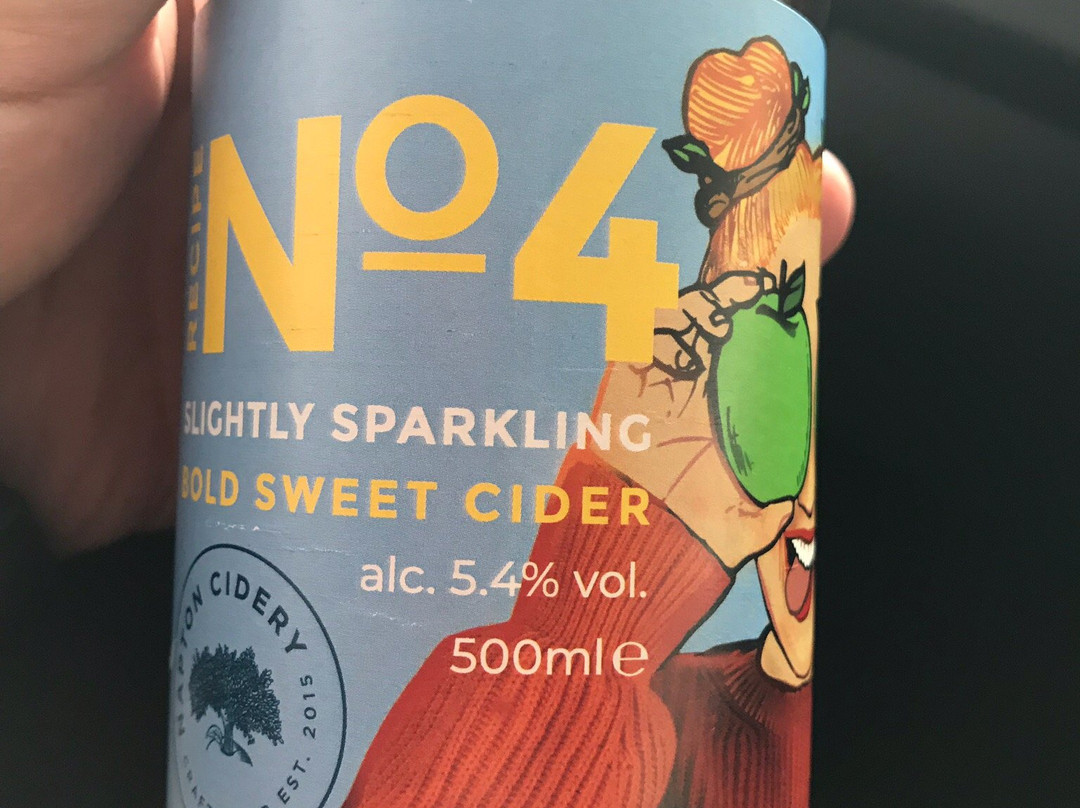 RECIPE
Nº4
SLIGHTLY SPARKLING
BOLD SWEET CIDER
alc. 5.4% vol.
500ml℮
NAPTON CIDERY
EST. 2015